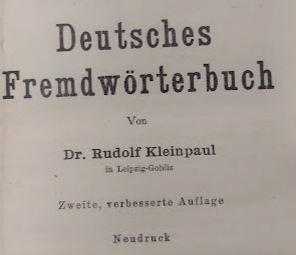 Deutsches
Fremdwörterbuch
Von
Dr. Rudolf Kleinpaul
in Leipzig-Gohlis
Zweite, verbesserte Auflage
Neudruck